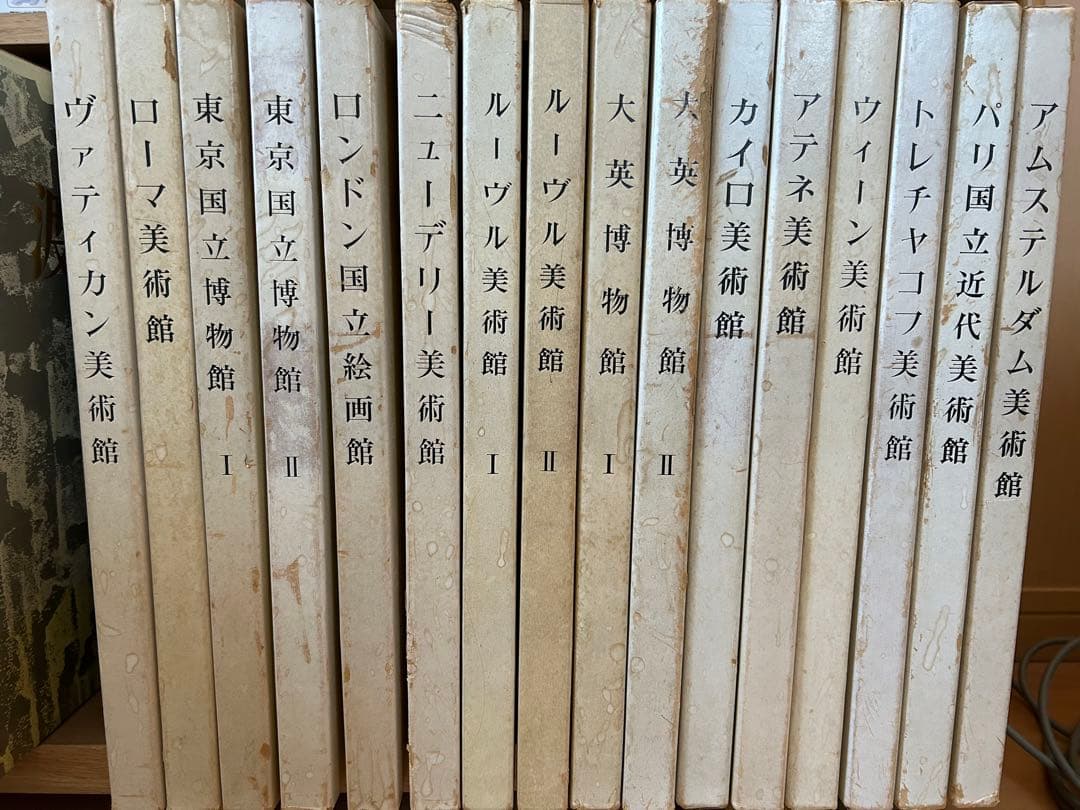 ヴァティカン美術館
ローマ美術館
東京国立博物館 I
東京国立博物館 II
ロンドン国立絵画館
ニューデリー美術館
ルーヴル美術館 I
ルーヴル美術館 II
大英博物館 I
大英博物館 II
カイロ美術館
アテネ美術館
ウィーン美術館
トレチャコフ美術館
パリ国立近代美術館
アムステルダム美術館